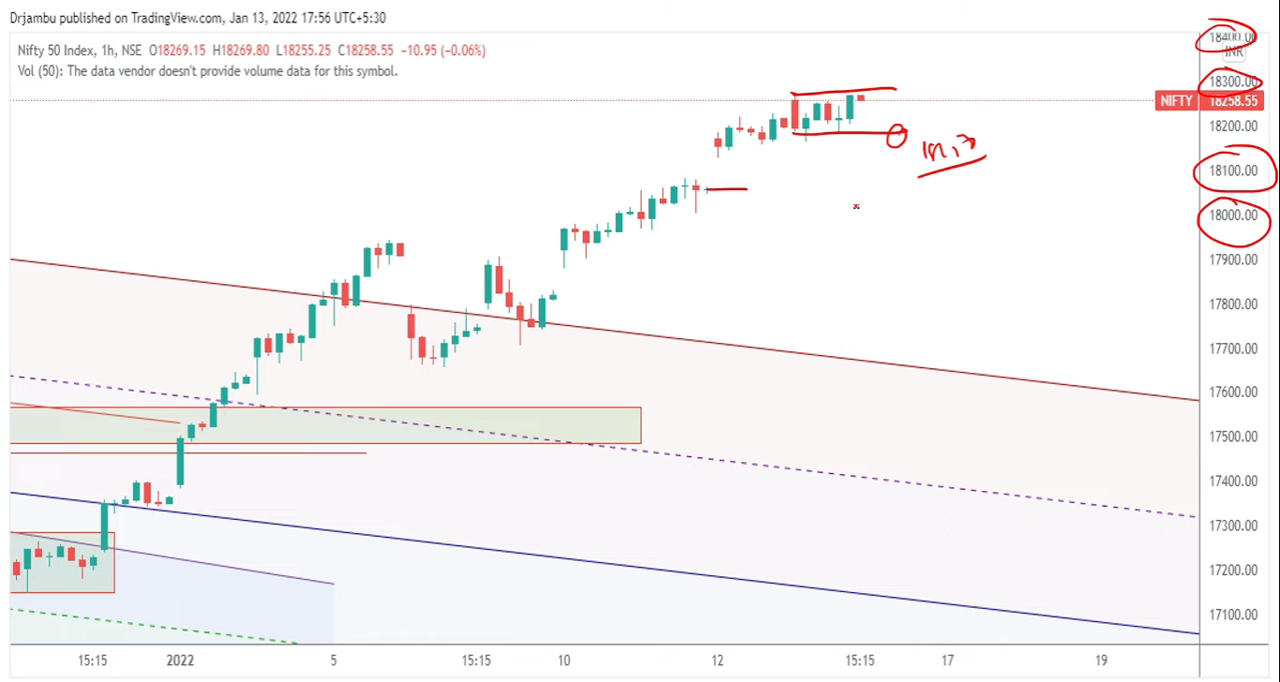 Drjambu published on TradingView.com, Jan 13, 2022 17:56 UTC+5:30
Nifty 50 Index, 1h, NSE O18269.15 H18269.80 L18255.25 C18258.55 −10.95 (−0.06%)
Vol (50): The data vendor doesn't provide volume data for this symbol.
18400.00
INR
18300.00
NIFTY 18258.55
18200.00
18100.00
18000.00
17900.00
17800.00
17700.00
17600.00
17500.00
17400.00
17300.00
17200.00
17100.00
15:15 2022 5 15:15 10 12 15:15 17 19